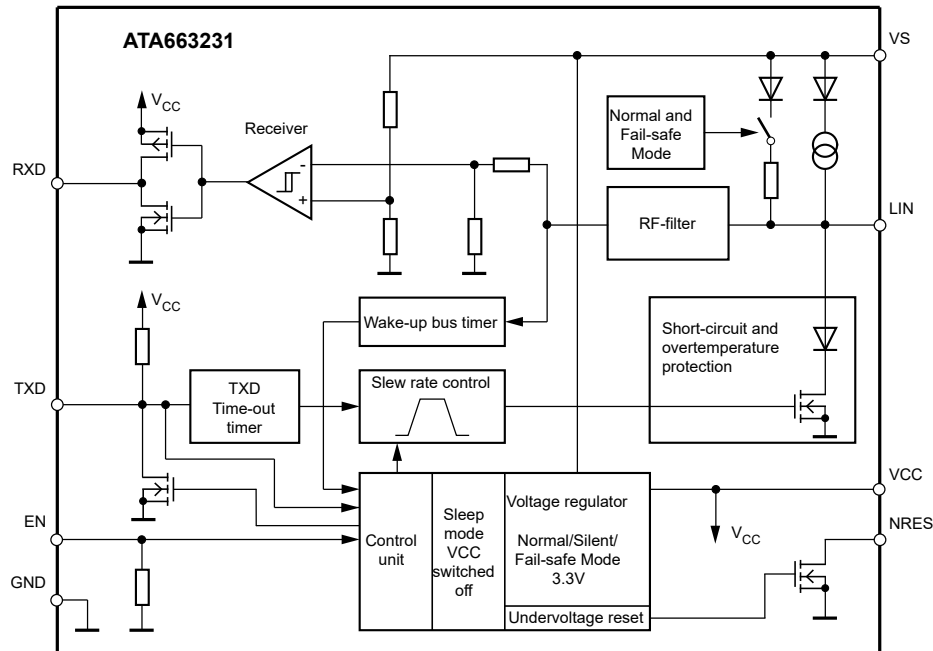 ATA663231
VS
VCC
Receiver
Normal and
Fail-safe
Mode
RXD
-
+
RF-filter
LIN
VCC
Wake-up bus timer
Short-circuit and
overtemperature
protection
TXD
TXD
Time-out
timer
Slew rate control
VCC
EN
Control
unit
Sleep
mode
VCC
switched
off
Voltage regulator
Normal/Silent/
Fail-safe Mode
3.3V
VCC
NRES
GND
Undervoltage reset